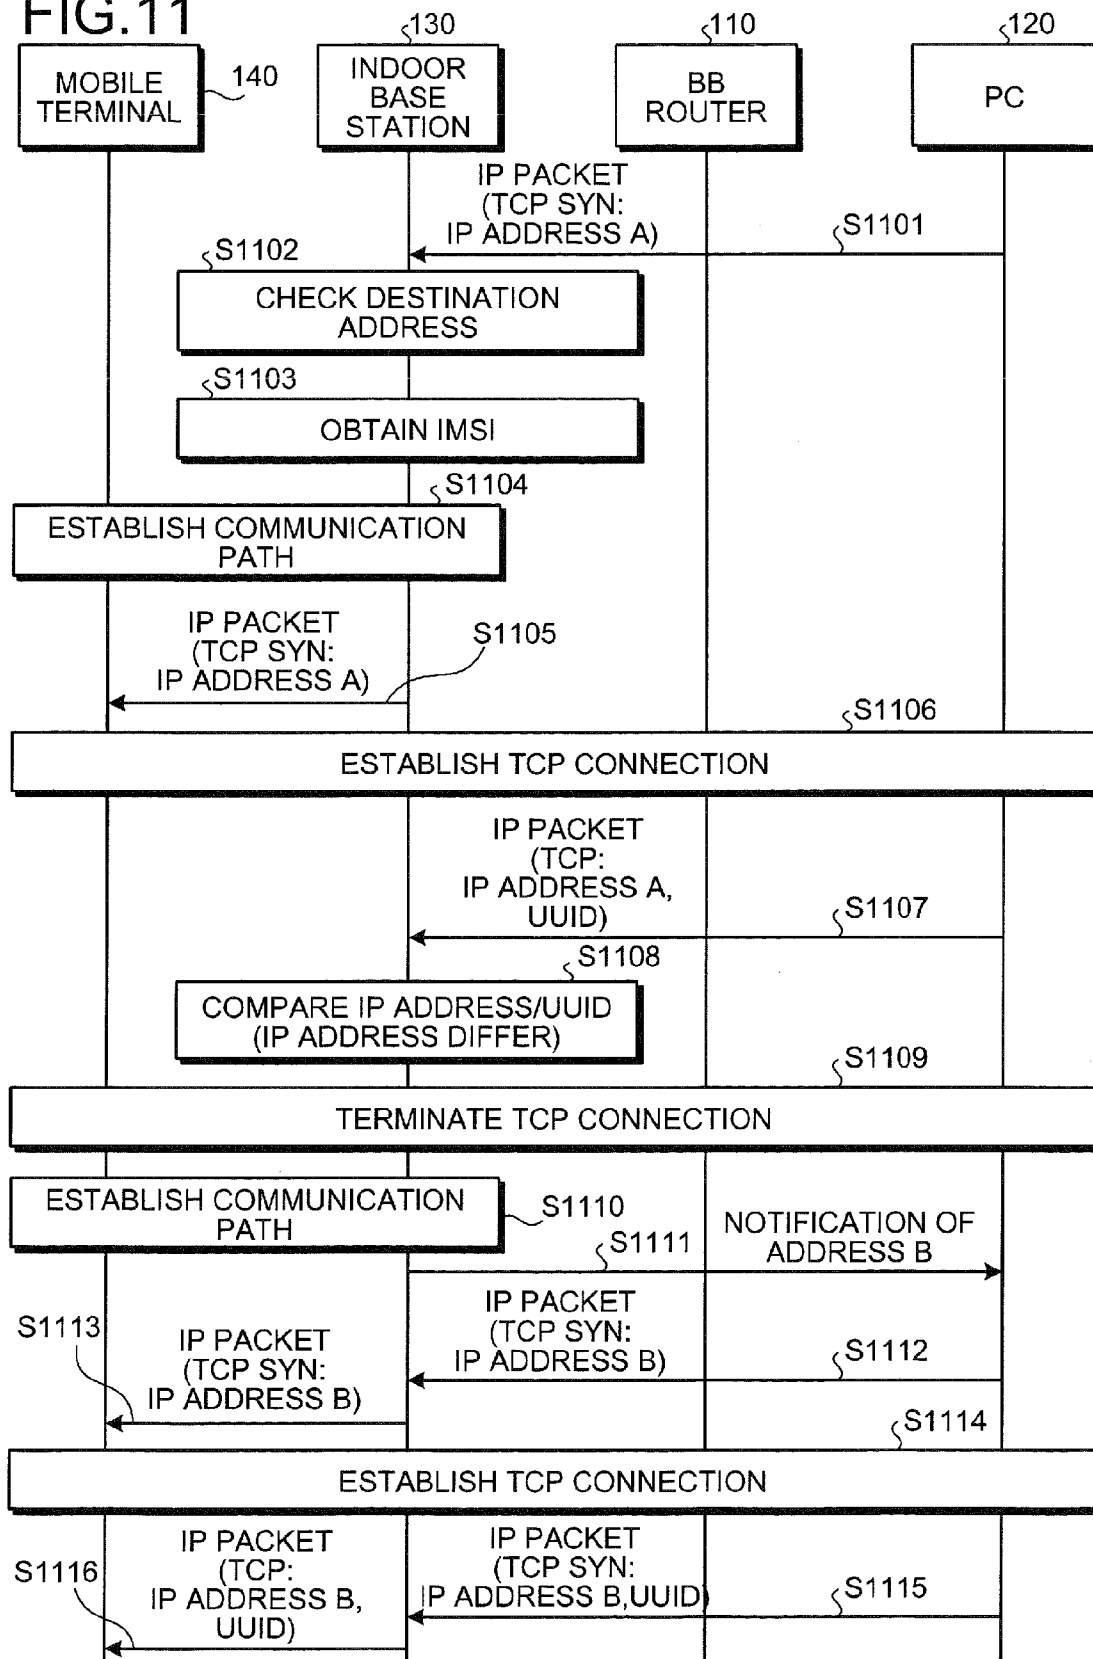 FIG.11
130
110
120
MOBILE
TERMINAL
140
INDOOR
BASE
STATION
BB
ROUTER
PC
IP PACKET
(TCP SYN:
IP ADDRESS A)
S1101
S1102
CHECK DESTINATION
ADDRESS
S1103
OBTAIN IMSI
S1104
ESTABLISH COMMUNICATION
PATH
IP PACKET
(TCP SYN:
IP ADDRESS A)
S1105
S1106
ESTABLISH TCP CONNECTION
IP PACKET
(TCP:
IP ADDRESS A,
UUID)
S1107
S1108
COMPARE IP ADDRESS/UUID
(IP ADDRESS DIFFER)
S1109
TERMINATE TCP CONNECTION
ESTABLISH COMMUNICATION
PATH
S1110
S1111
NOTIFICATION OF
ADDRESS B
IP PACKET
(TCP SYN:
IP ADDRESS B)
S1112
S1113
IP PACKET
(TCP SYN:
IP ADDRESS B)
S1114
ESTABLISH TCP CONNECTION
IP PACKET
(TCP SYN:
IP ADDRESS B,UUID)
S1115
S1116
IP PACKET
(TCP:
IP ADDRESS B,
UUID)